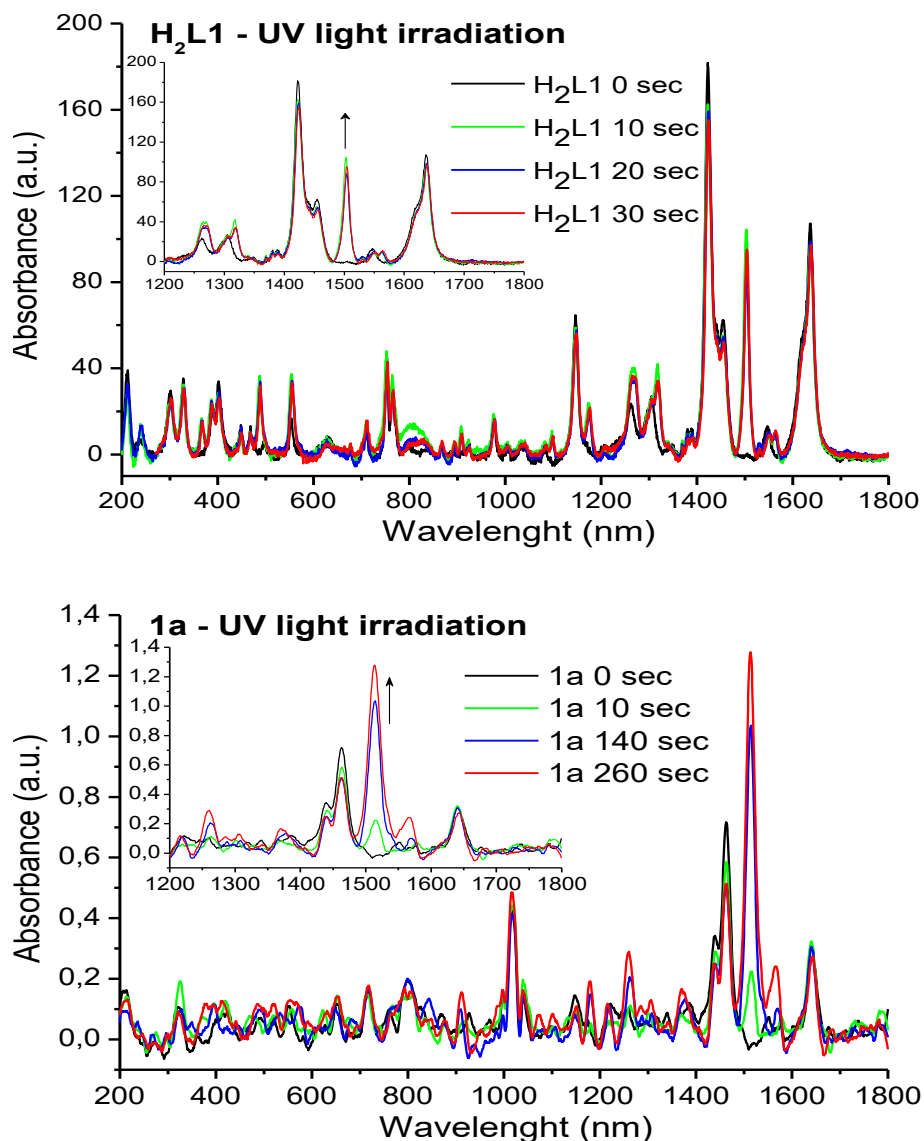 H2L1 - UV light irradiation
200
160
120
80
40
0
Absorbance (a.u.)
200
160
120
80
40
0
1200 1300 1400 1500 1600 1700 1800
H2L1 0 sec
H2L1 10 sec
H2L1 20 sec
H2L1 30 sec
200 400 600 800 1000 1200 1400 1600 1800
Wavelenght (nm)
1a - UV light irradiation
1,4
1,2
1,0
0,8
0,6
0,4
0,2
0,0
Absorbance (a.u.)
1,4
1,2
1,0
0,8
0,6
0,4
0,2
0,0
1200 1300 1400 1500 1600 1700 1800
1a 0 sec
1a 10 sec
1a 140 sec
1a 260 sec
200 400 600 800 1000 1200 1400 1600 1800
Wavelenght (nm)